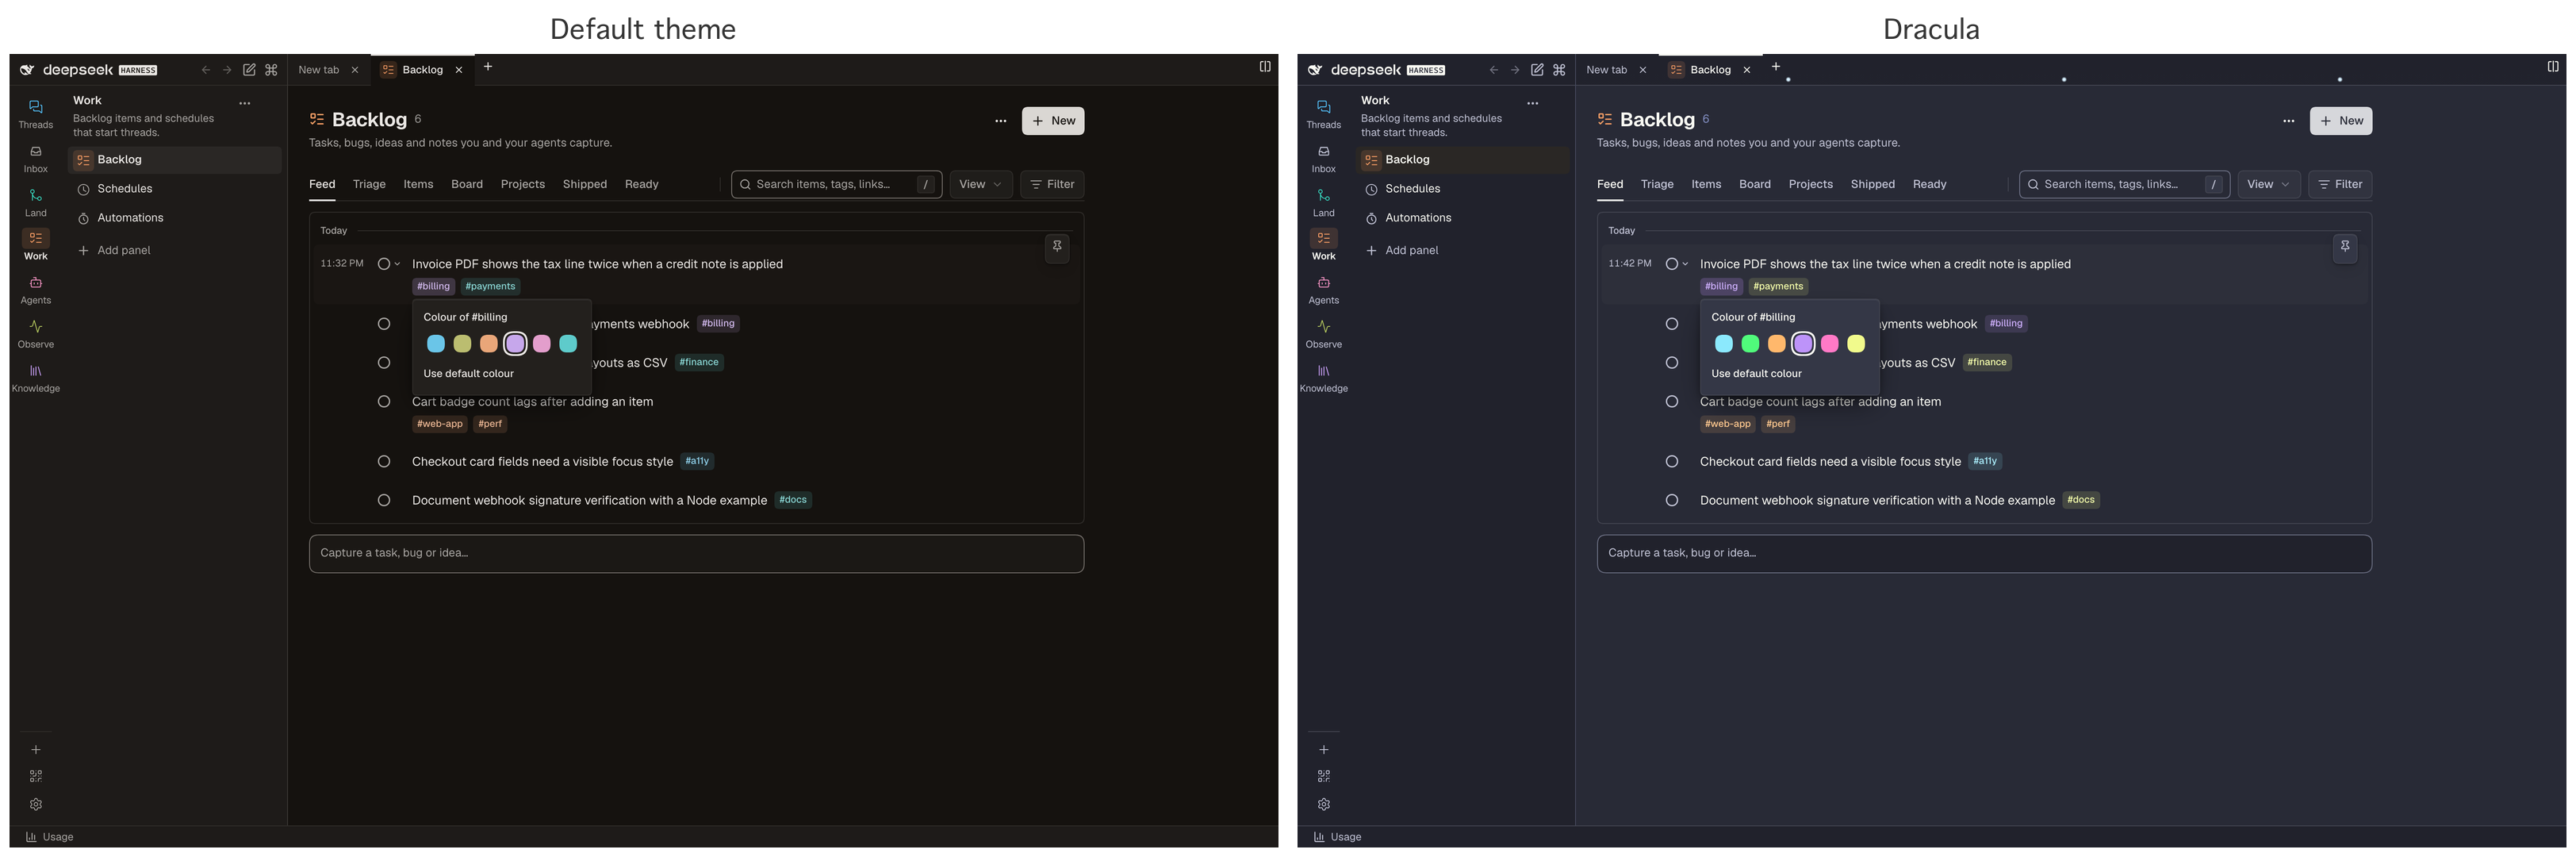 Default theme
deepseek HARNESS
New tab
Backlog
Work
Backlog items and schedules
that start threads.
Backlog
Schedules
Automations
Add panel
Threads
Inbox
Land
Work
Agents
Observe
Knowledge
Backlog 6
New
Tasks, bugs, ideas and notes you and your agents capture.
Feed Triage Items Board Projects Shipped Ready
Search items, tags, links... /
View
Filter
Today
11:32 PM
Invoice PDF shows the tax line twice when a credit note is applied
#billing #payments
Colour of #billing
Use default colour
yments webhook #billing
youts as CSV #finance
Cart badge count lags after adding an item
#web-app #perf
Checkout card fields need a visible focus style #a11y
Document webhook signature verification with a Node example #docs
Capture a task, bug or idea...
Usage
Dracula
deepseek HARNESS
New tab
Backlog
Work
Backlog items and schedules
that start threads.
Backlog
Schedules
Automations
Add panel
Threads
Inbox
Land
Work
Agents
Observe
Knowledge
Backlog 6
New
Tasks, bugs, ideas and notes you and your agents capture.
Feed Triage Items Board Projects Shipped Ready
Search items, tags, links... /
View
Filter
Today
11:42 PM
Invoice PDF shows the tax line twice when a credit note is applied
#billing #payments
Colour of #billing
Use default colour
yments webhook #billing
youts as CSV #finance
Cart badge count lags after adding an item
#web-app #perf
Checkout card fields need a visible focus style #a11y
Document webhook signature verification with a Node example #docs
Capture a task, bug or idea...
Usage